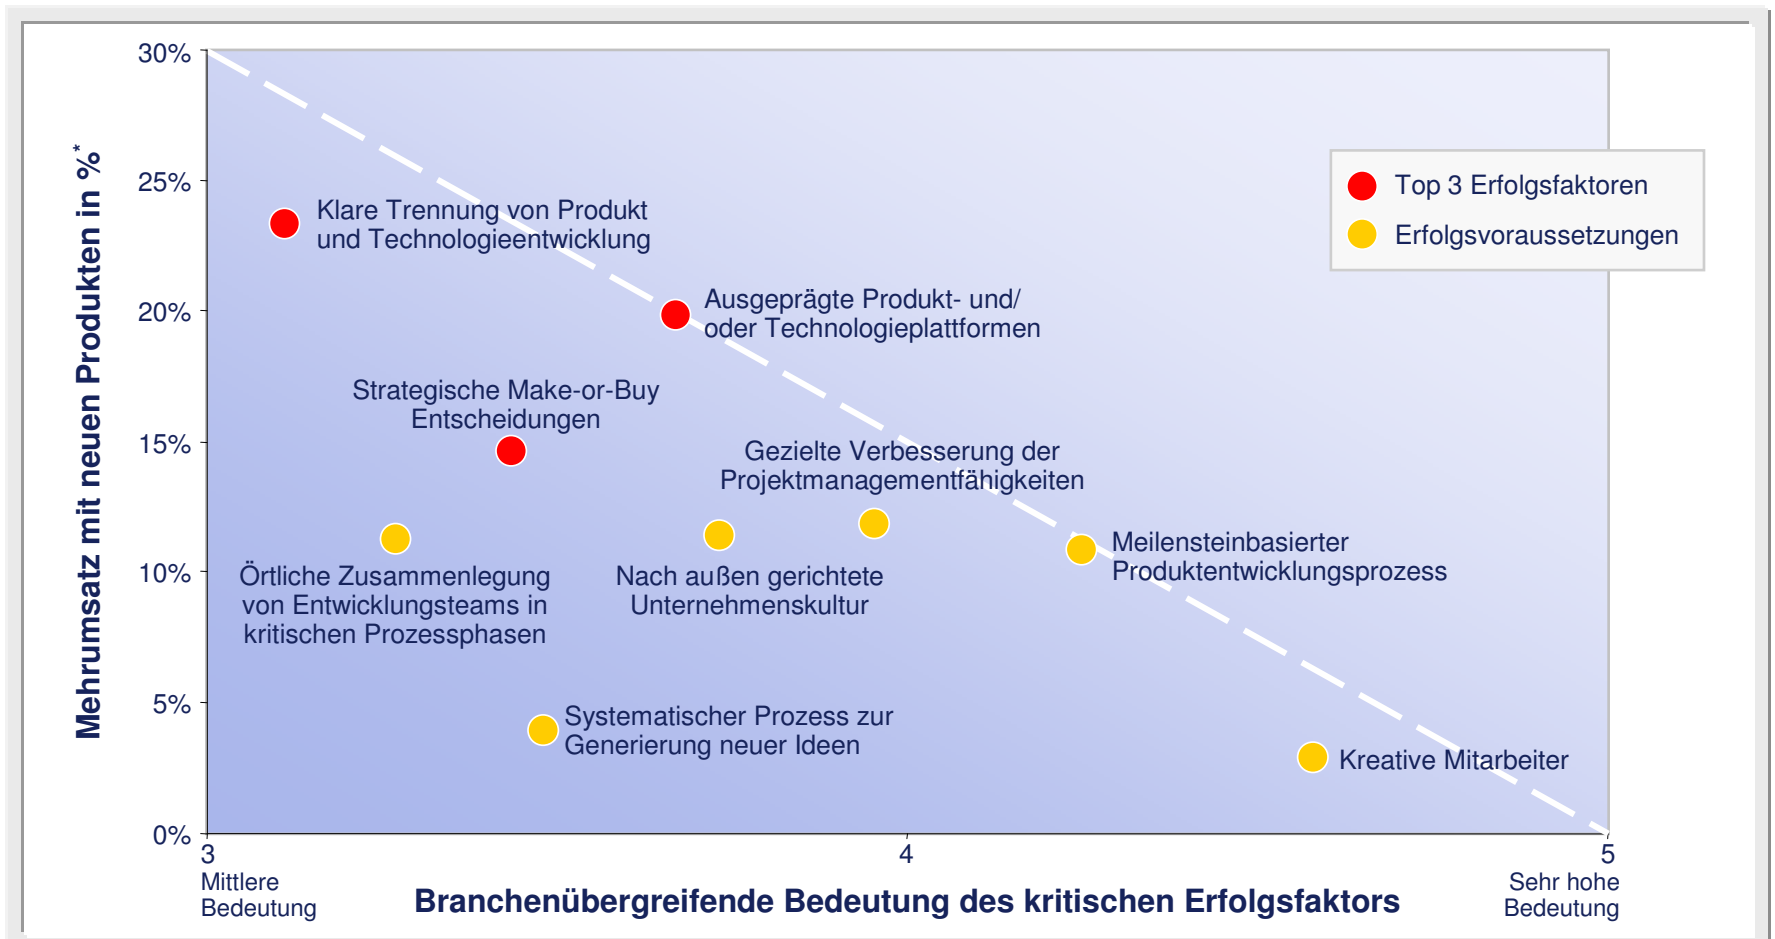 30%
25%
20%
15%
10%
5%
0%
Mehrumsatz mit neuen Produkten in %*
Top 3 Erfolgsfaktoren
Erfolgsvoraussetzungen
Klare Trennung von Produkt
und Technologieentwicklung
Ausgeprägte Produkt- und/
oder Technologieplattformen
Strategische Make-or-Buy
Entscheidungen
Gezielte Verbesserung der
Projektmanagementfähigkeiten
Meilensteinbasierter
Produktentwicklungsprozess
Örtliche Zusammenlegung
von Entwicklungsteams in
kritischen Prozessphasen
Nach außen gerichtete
Unternehmenskultur
Systematischer Prozess zur
Generierung neuer Ideen
Kreative Mitarbeiter
3
4
5
Mittlere
Bedeutung
Branchenübergreifende Bedeutung des kritischen Erfolgsfaktors
Sehr hohe
Bedeutung